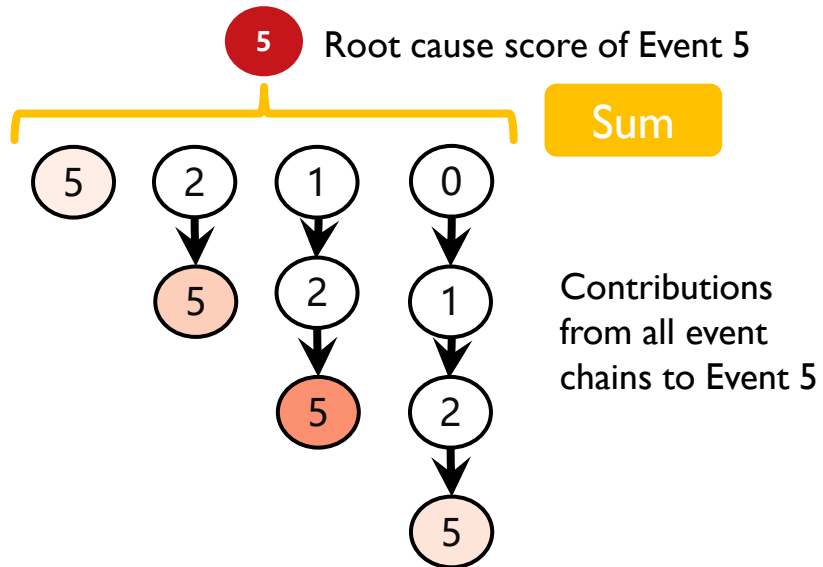 5 Root cause score of Event 5
Sum
5 2 1 0
5 2 1
Contributions
from all event
chains to Event 5
5 2
5